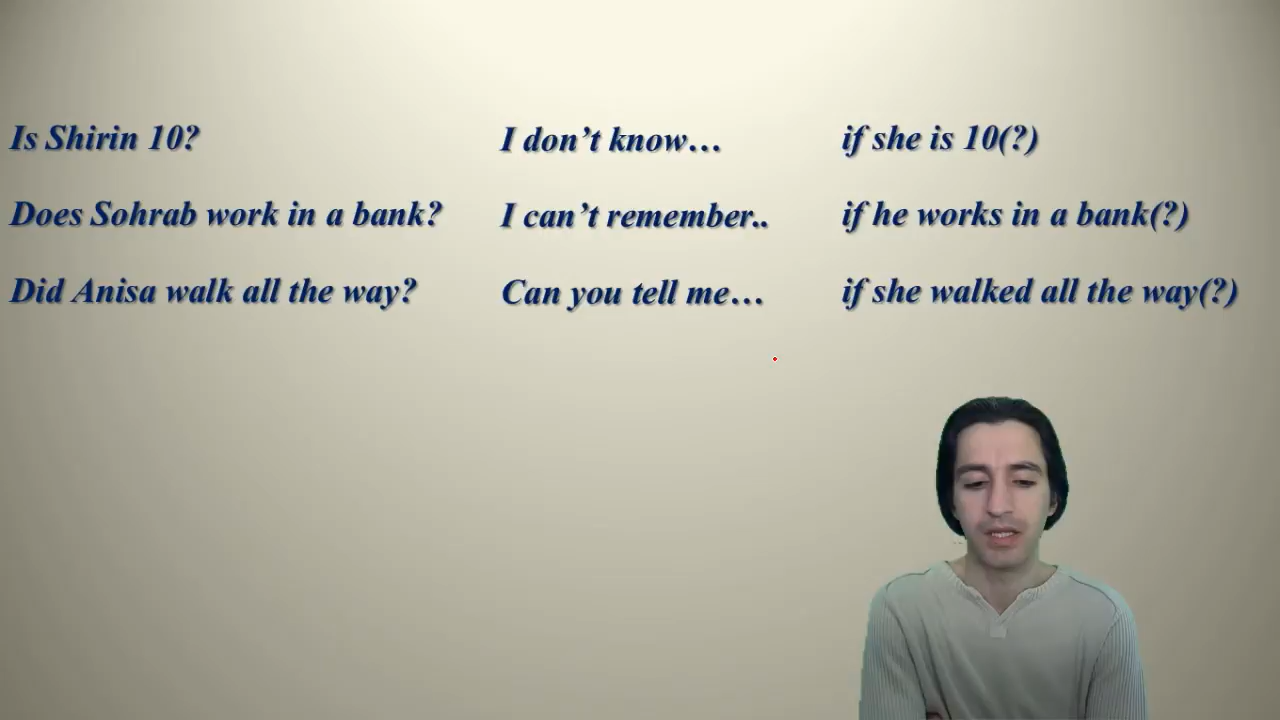 Is Shirin 10? I don’t know… if she is 10(?)
Does Sohrab work in a bank? I can’t remember.. if he works in a bank(?)
Did Anisa walk all the way? Can you tell me… if she walked all the way(?)